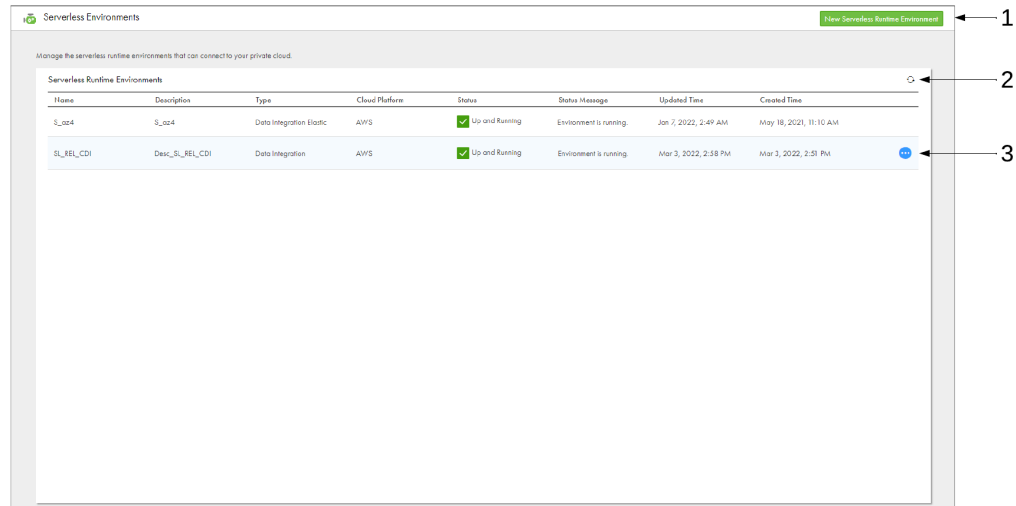 Serverless Environments
New Serverless Runtime Environment
1
Manage the serverless runtime environments that can connect to your private cloud.
Serverless Runtime Environments
2
Name Description Type Cloud Platform Status Status Message Updated Time Created Time
S_az4 S_az4 Data Integration Elastic AWS Up and Running Environment is running. Jan 7, 2022, 2:49 AM May 18, 2021, 11:10 AM
SL_REL_CDI Desc_SL_REL_CDI Data Integration AWS Up and Running Environment is running. Mar 3, 2022, 2:58 PM Mar 3, 2022, 2:51 PM
3